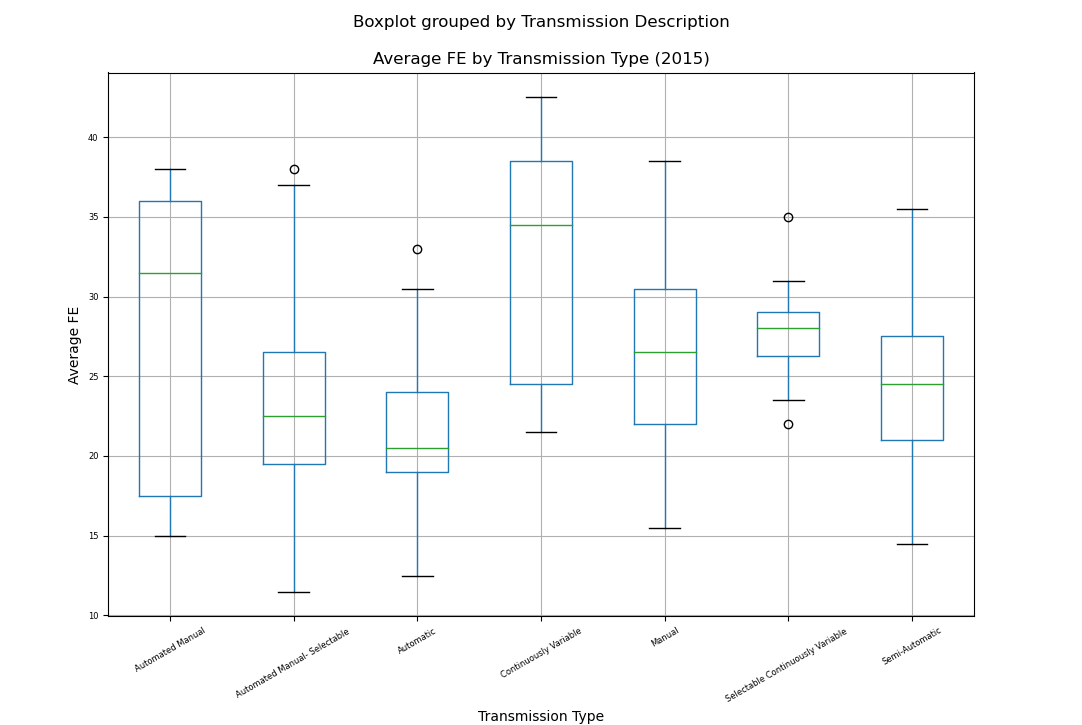 Boxplot grouped by Transmission Description
Average FE by Transmission Type (2015)
Average FE
40
35
30
25
20
15
10
Automated Manual
Automated Manual- Selectable
Automatic
Continuously Variable
Manual
Selectable Continuously Variable
Semi-Automatic
Transmission Type